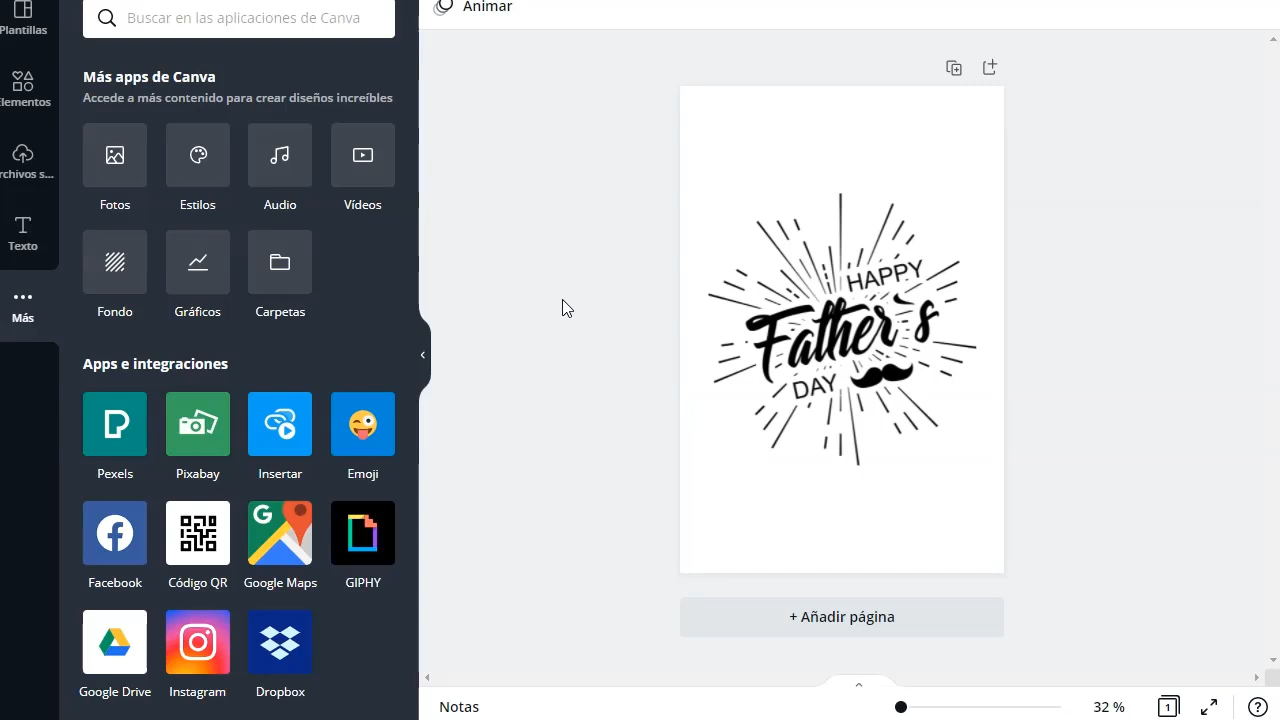 Plantillas
Buscar en las aplicaciones de Canva
Animar
Más apps de Canva
Accede a más contenido para crear diseños increíbles
Elementos
Fotos
Estilos
Audio
Vídeos
rchivos s...
Texto
Fondo
Gráficos
Carpetas
Más
Apps e integraciones
Pexels
Pixabay
Insertar
Emoji
Facebook
Código QR
Google Maps
GIPHY
Google Drive
Instagram
Dropbox
HAPPY
Father`s
DAY
+ Añadir página
Notas
32 %
1